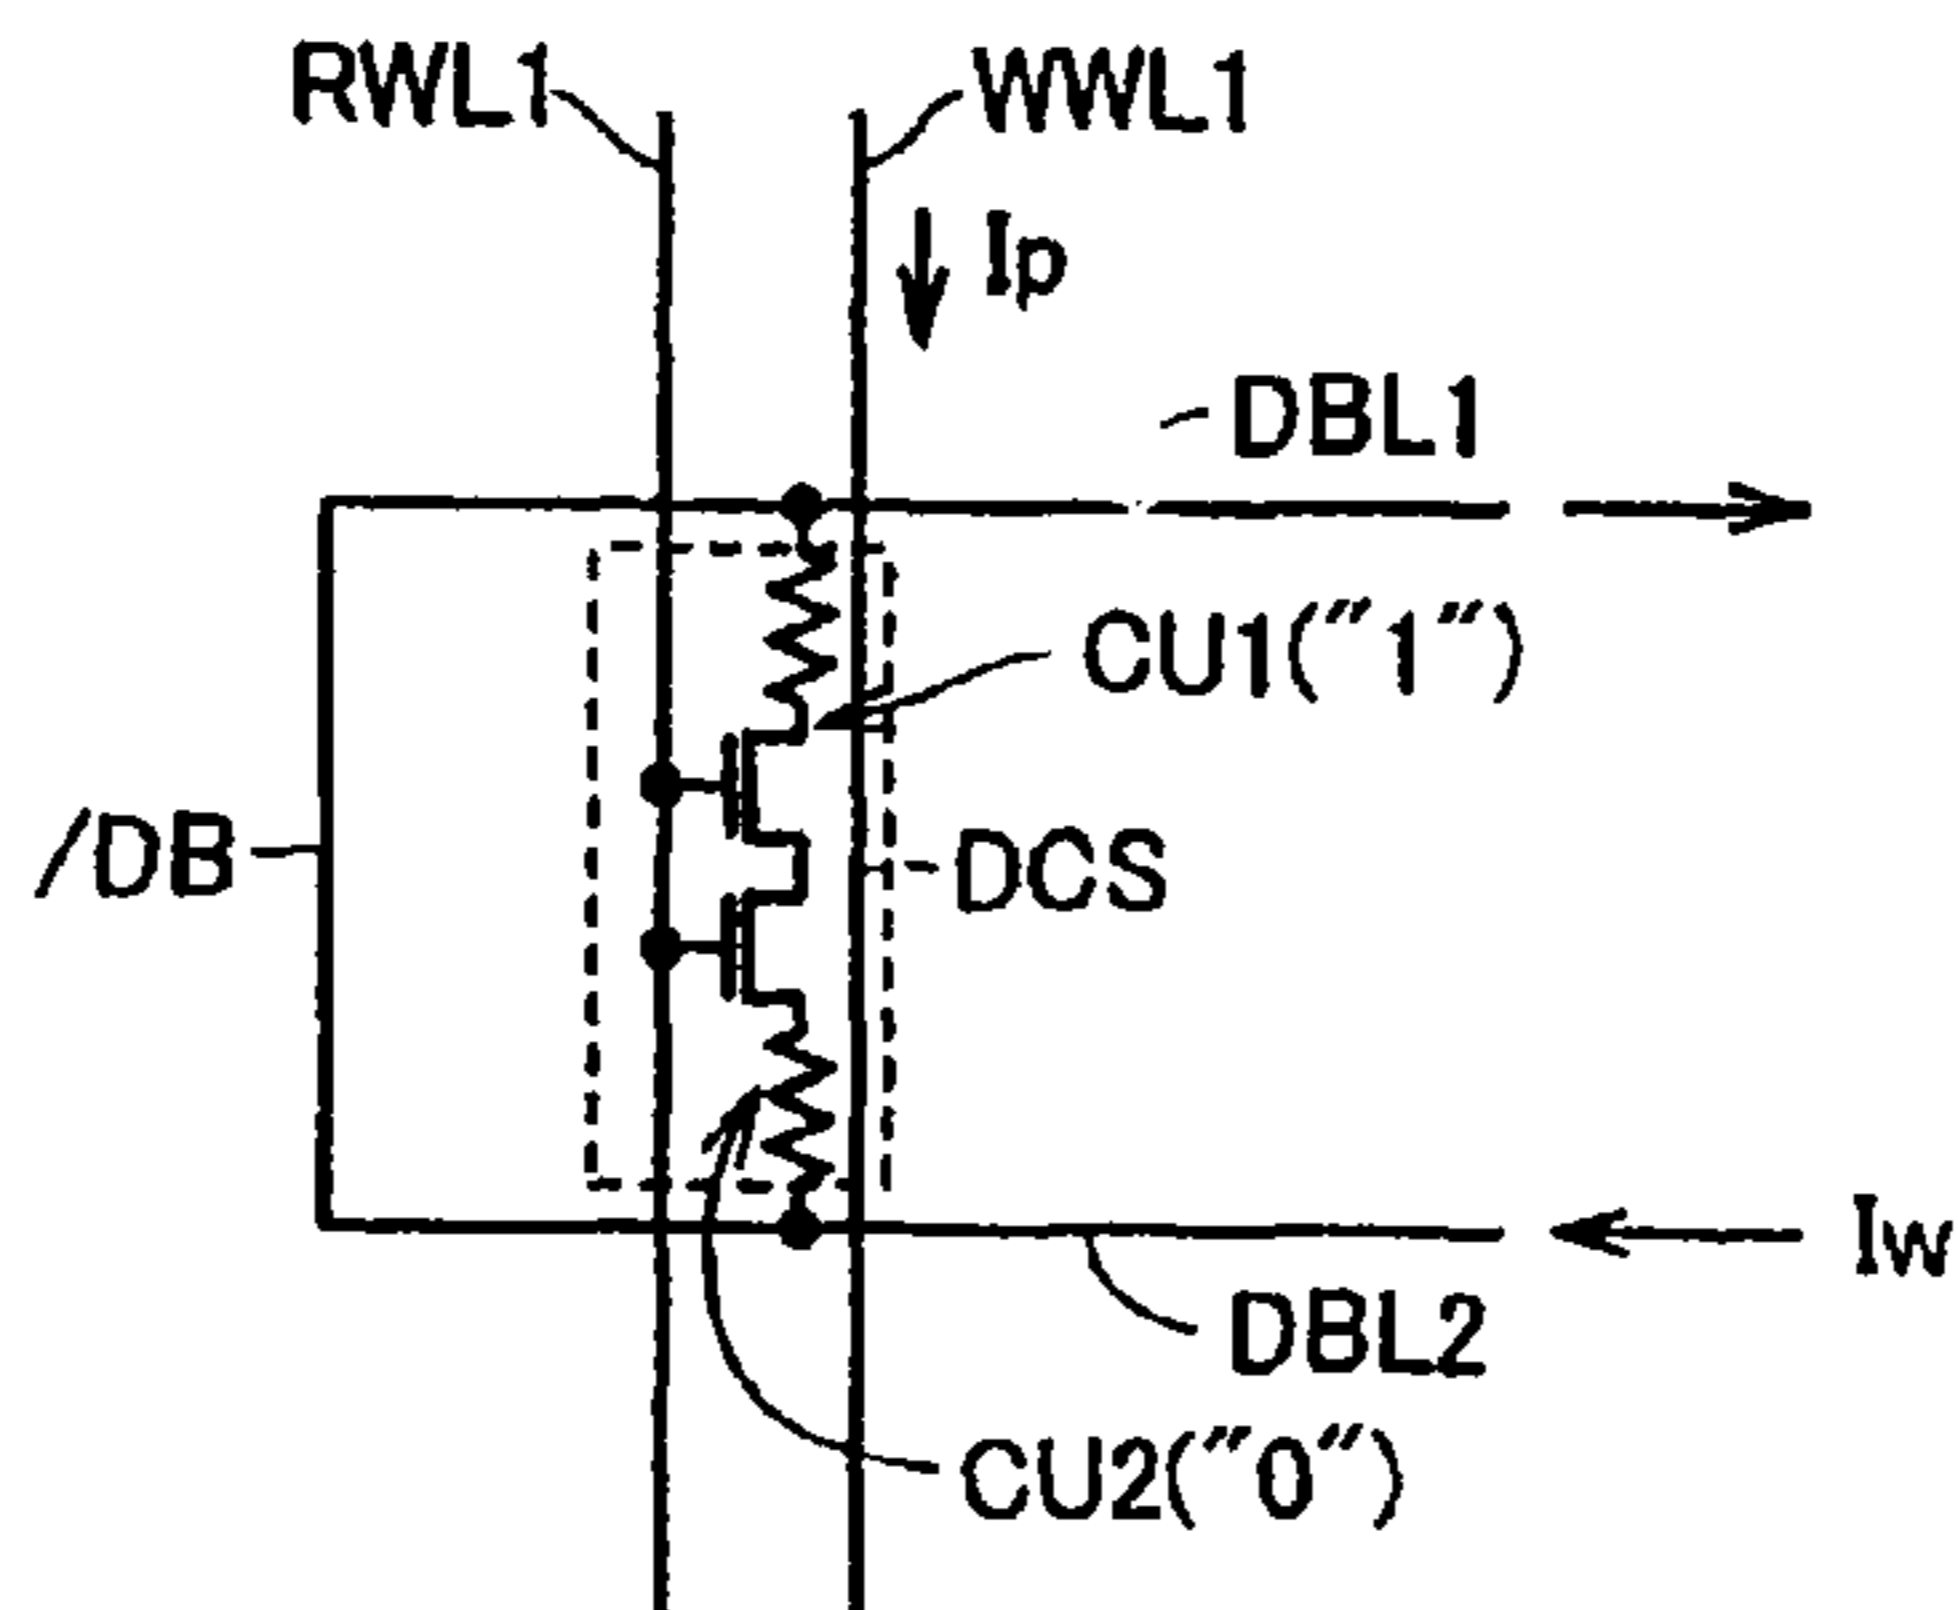 RWL1
WWL1
Ip
DBL1
CU1("1")
/DB
DCS
Iw
DBL2
CU2("0")